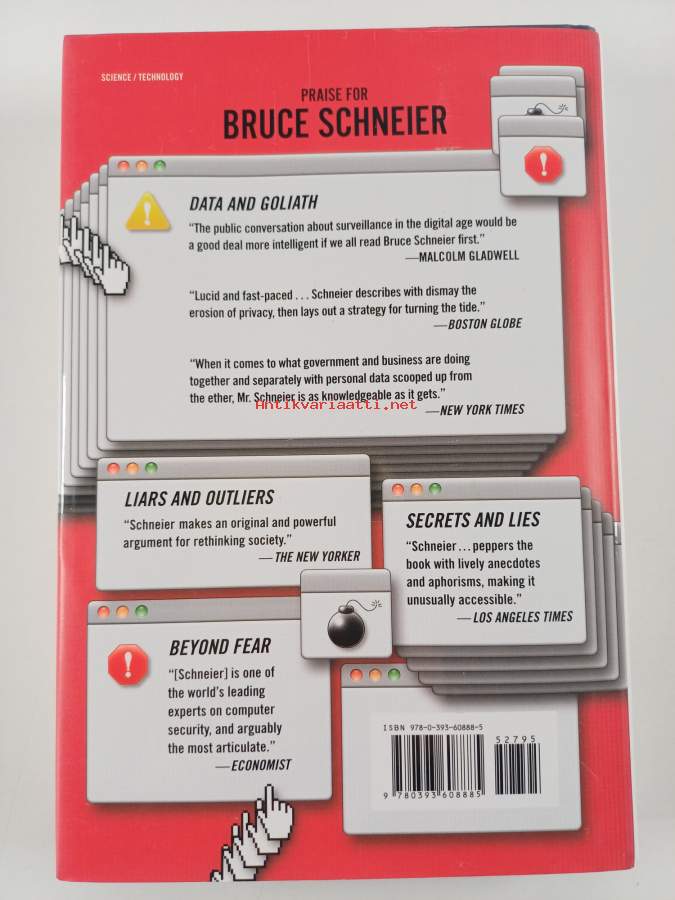 SCIENCE / TECHNOLOGY
PRAISE FOR
BRUCE SCHNEIER
DATA AND GOLIATH
“The public conversation about surveillance in the digital age would be
a good deal more intelligent if we all read Bruce Schneier first.”
—MALCOLM GLADWELL
“Lucid and fast-paced . . . Schneier describes with dismay the
erosion of privacy, then lays out a strategy for turning the tide.”
—BOSTON GLOBE
“When it comes to what government and business are doing
together and separately with personal data scooped up from
the ether, Mr. Schneier is as knowledgeable as it gets.”
Antikvariaatti.net
—NEW YORK TIMES
LIARS AND OUTLIERS
“Schneier makes an original and powerful
argument for rethinking society.”
— THE NEW YORKER
SECRETS AND LIES
“Schneier . . . peppers the
book with lively anecdotes
and aphorisms, making it
unusually accessible.”
— LOS ANGELES TIMES
BEYOND FEAR
“[Schneier] is one of
the world’s leading
experts on computer
security, and arguably
the most articulate.”
—ECONOMIST
ISBN 978-0-393-60888-5
52795
9 780393 608885